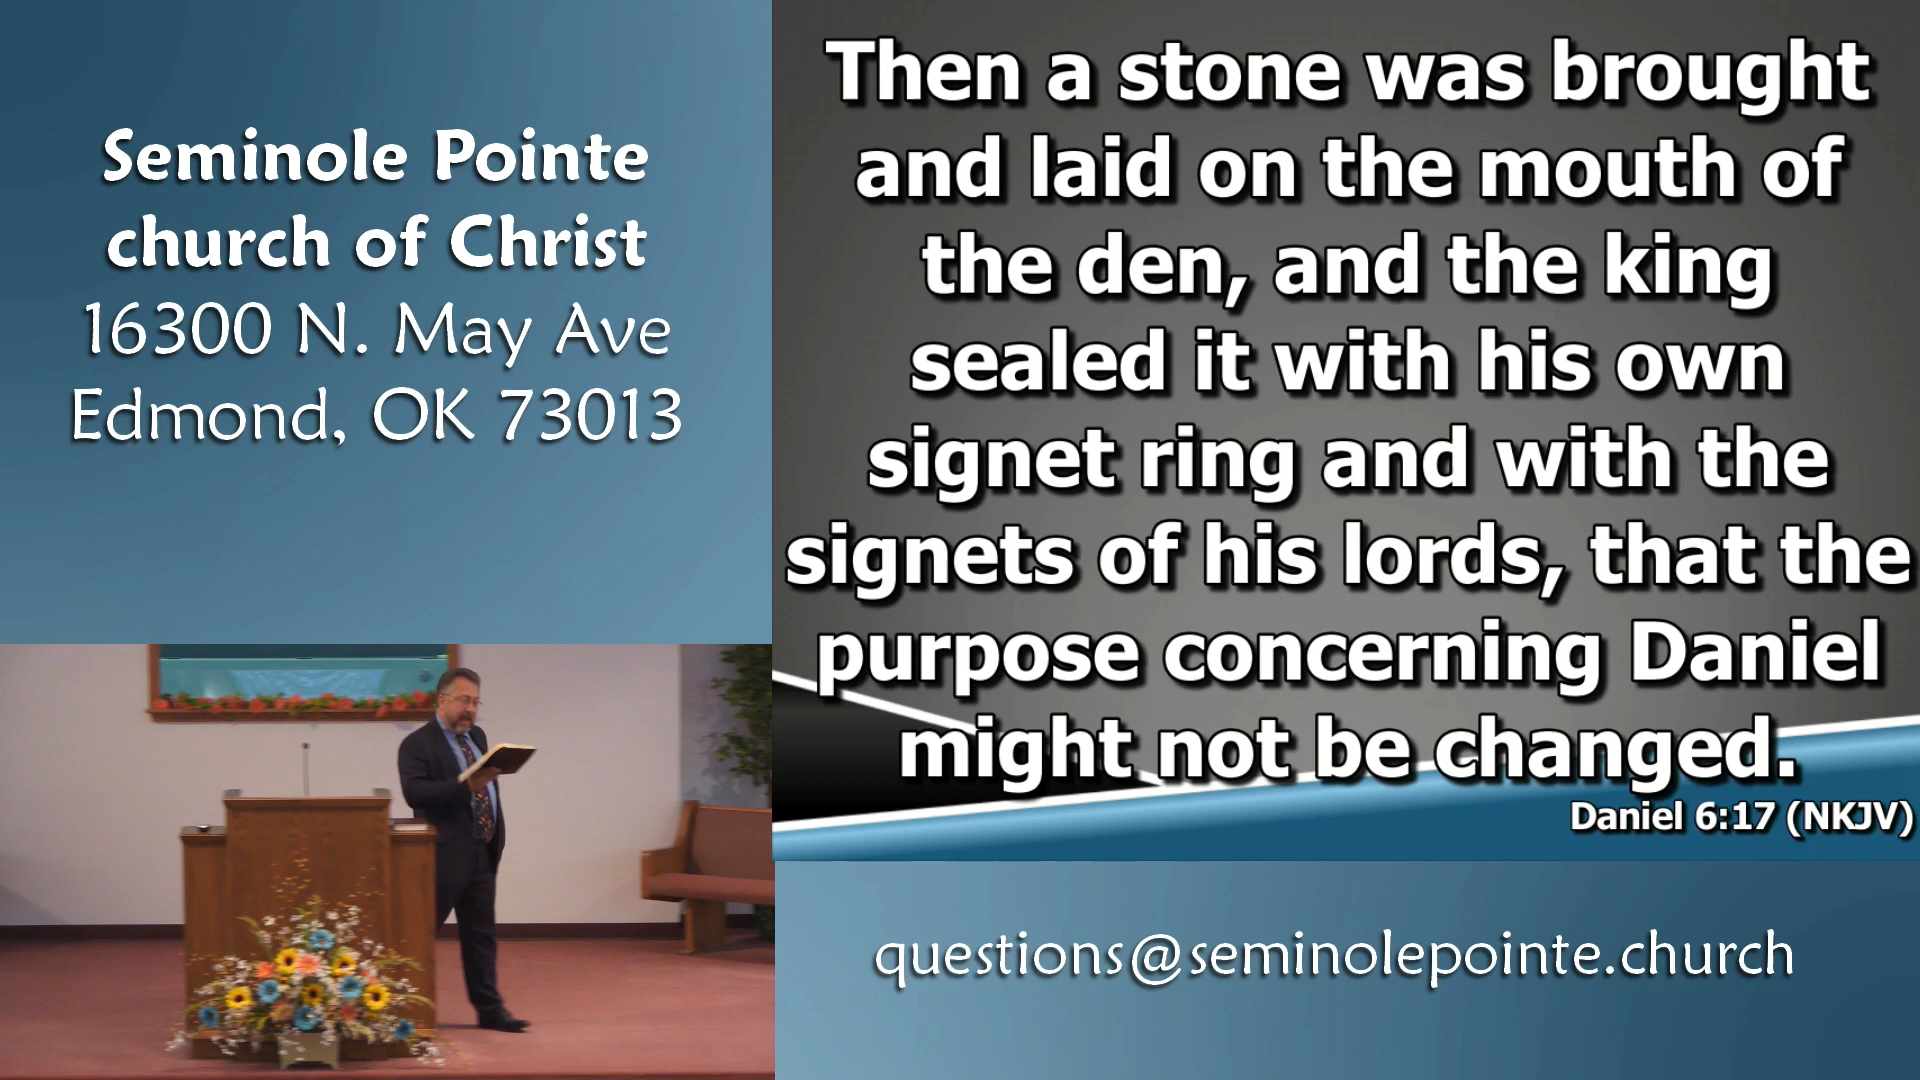 Seminole Pointe
church of Christ
16300 N. May Ave
Edmond, OK 73013
Then a stone was brought
and laid on the mouth of
the den, and the king
sealed it with his own
signet ring and with the
signets of his lords, that the
purpose concerning Daniel
might not be changed.
Daniel 6:17 (NKJV)
questions@seminolepointe.church